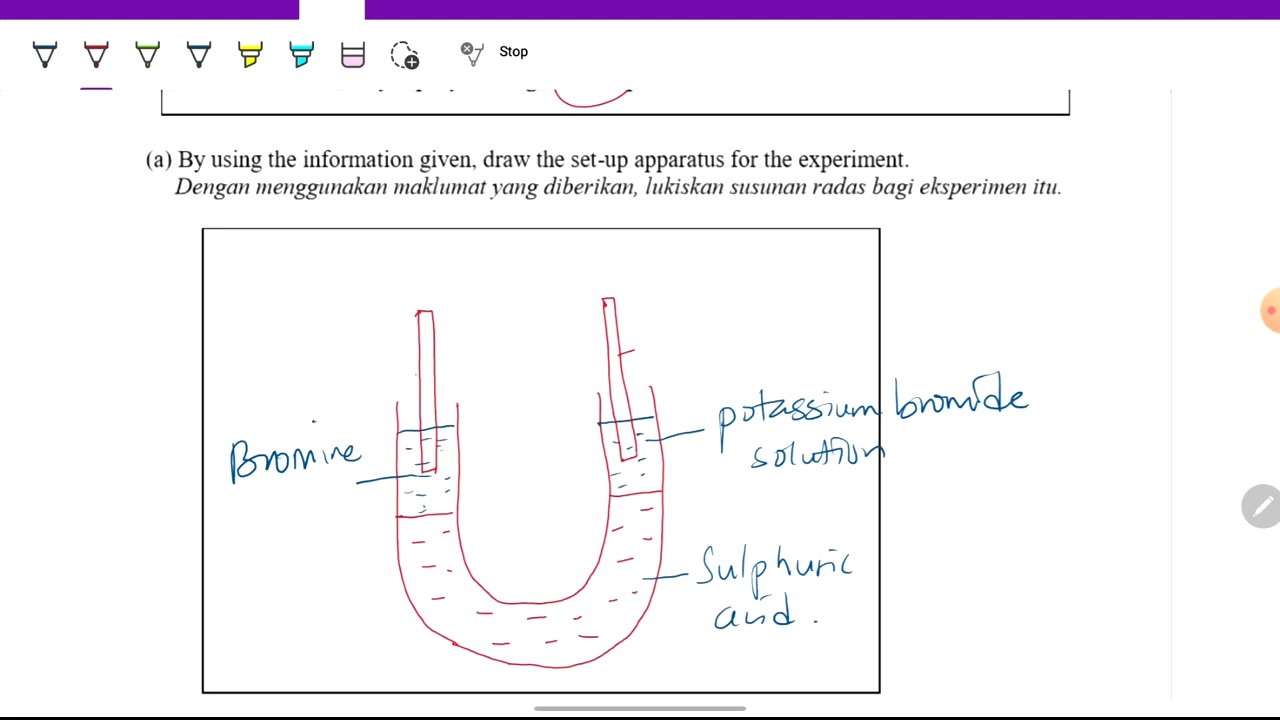 Stop
(a) By using the information given, draw the set-up apparatus for the experiment.
Dengan menggunakan maklumat yang diberikan, lukiskan susunan radas bagi eksperimen itu.
potassium bromide
solution
Bromine
Sulphuric
acid.